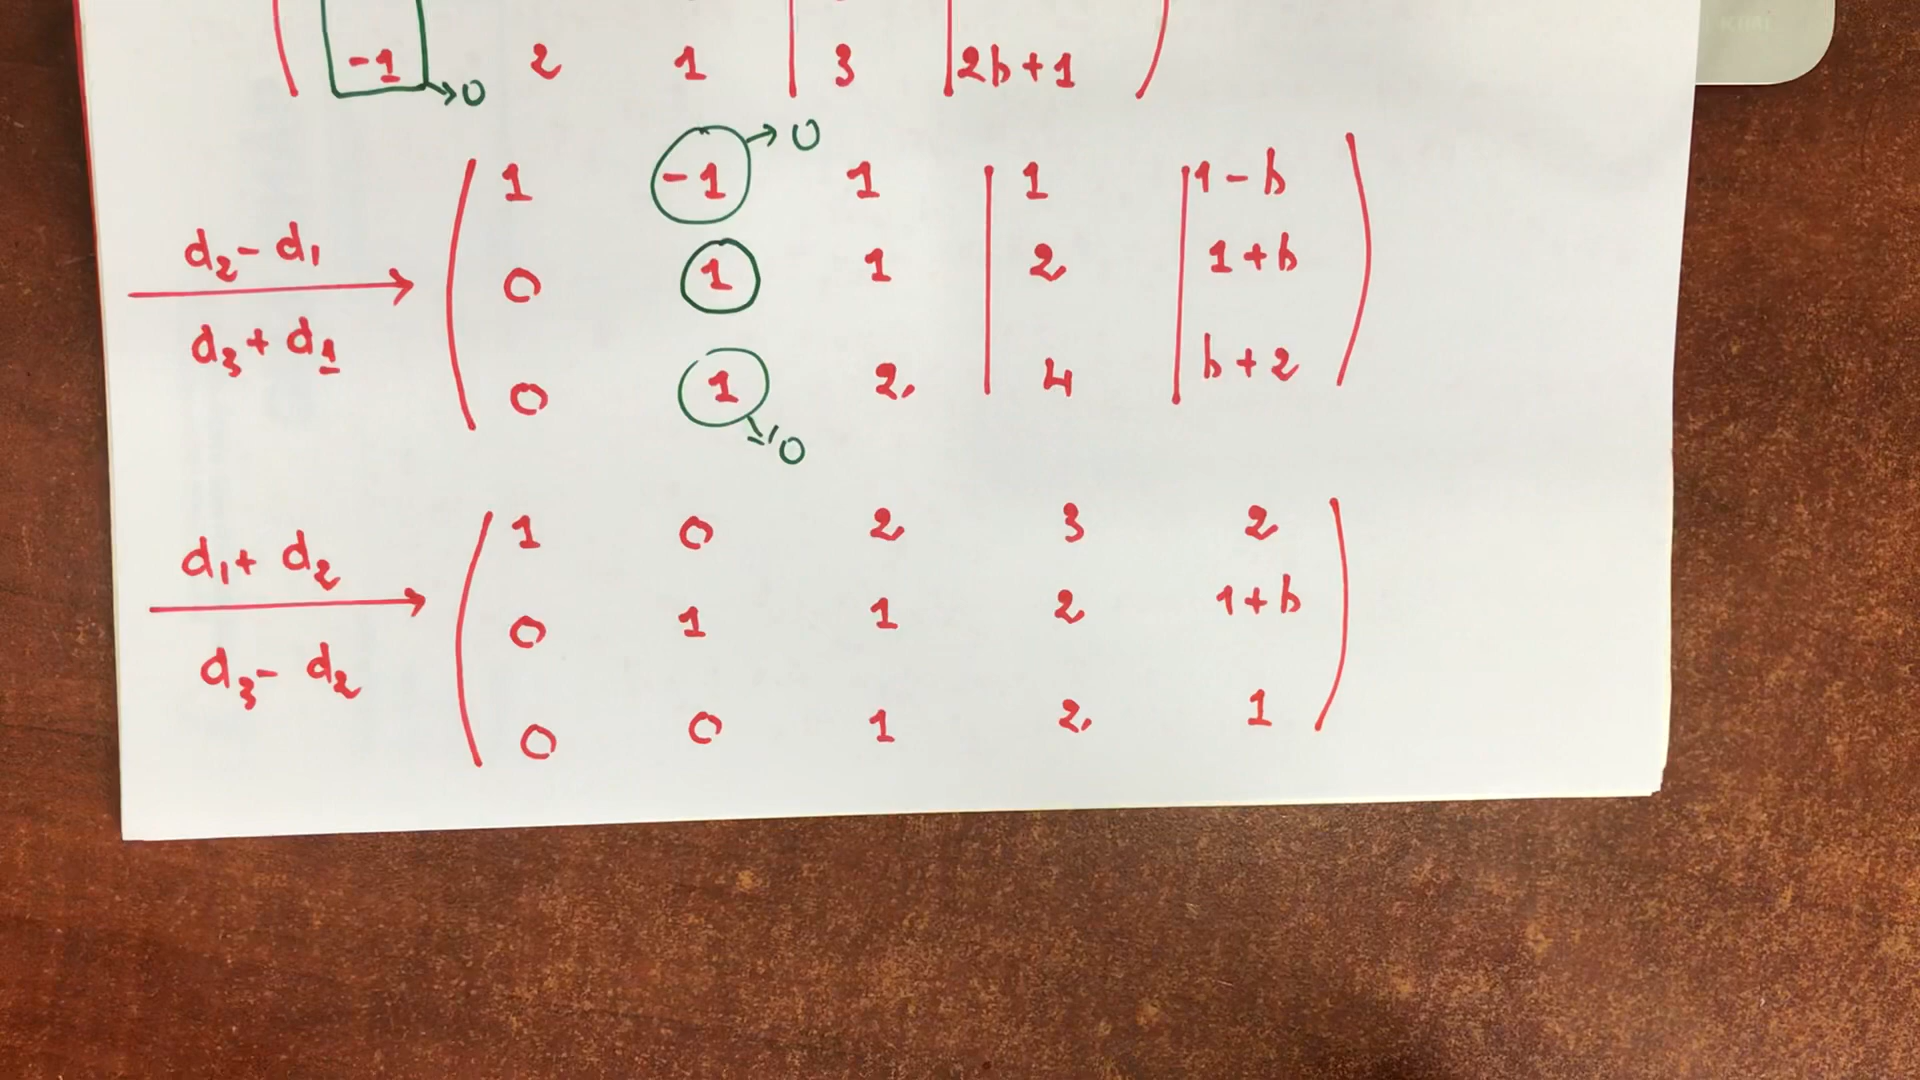 -1 2 1 | 3 | 2b+1
→0
→0
1 -1 1 | 1 | 1-b
d₂-d₁
0 1 1 | 2 | 1+b
d₃+d₁
0 1 2 | 4 | b+2
→0
1 0 2 3 2
d₁+d₂
0 1 1 2 1+b
d₃-d₂
0 0 1 2 1